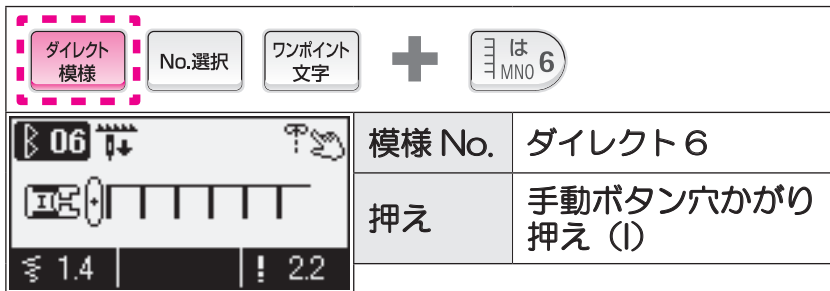 ダイレクト
模様
No.選択
ワンポイント
文字
は
MNO 6
06
模様 No.
ダイレクト 6
I
押え
手動ボタン穴かがり
押え（I）
1.4
! 2.2